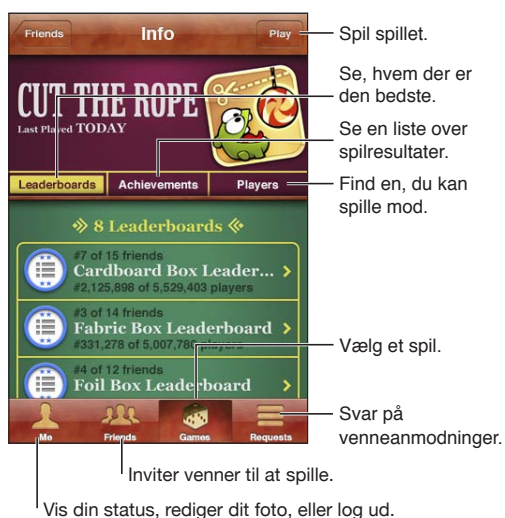 Friends
Info
Play
CUT THE ROPE
Last Played TODAY
Leaderboards
Achievements
Players
8 Leaderboards
#7 of 15 friends
Cardboard Box Leader...
#2,125,898 of 5,529,403 players
#3 of 14 friends
Fabric Box Leaderboard
#331,278 of 5,007,780 players
#4 of 12 friends
Foil Box Leaderboard
Me
Friends
Games
Requests
Spil spillet.
Se, hvem der er
den bedste.
Se en liste over
spilresultater.
Find en, du kan
spille mod.
Vælg et spil.
Svar på
venneanmodninger.
Inviter venner til at spille.
Vis din status, rediger dit foto, eller log ud.